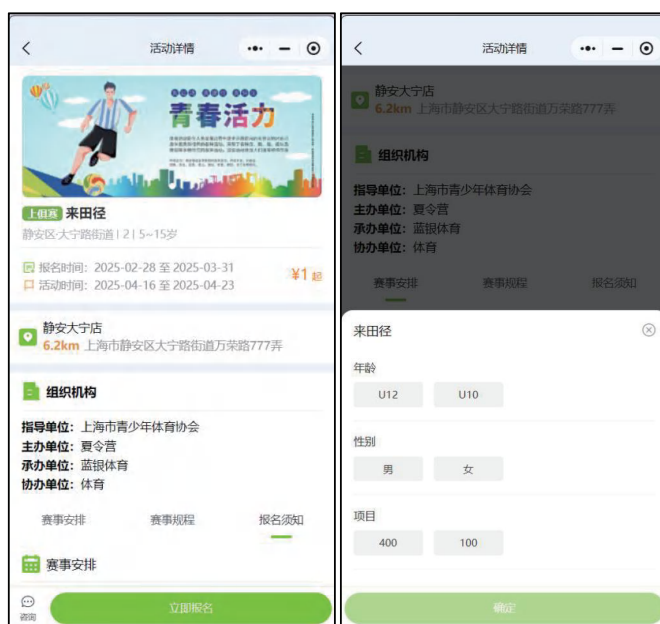 活动详情
青春活力
上组赛 来田径
静安区·大宁路街道 | 2 | 5~15岁
报名时间：2025-02-28 至 2025-03-31
活动时间：2025-04-16 至 2025-04-23
¥1 起
静安大宁店
6.2km 上海市静安区大宁路街道万荣路777弄
组织机构
指导单位：上海市青少年体育协会
主办单位：夏令营
承办单位：蓝银体育
协办单位：体育
赛事安排 赛事规程 报名须知
赛事安排
咨询
立即报名
活动详情
静安大宁店
6.2km 上海市静安区大宁路街道万荣路777弄
组织机构
指导单位：上海市青少年体育协会
主办单位：夏令营
承办单位：蓝银体育
协办单位：体育
赛事安排 赛事规程 报名须知
来田径
年龄
U12 U10
性别
男 女
项目
400 100
确定